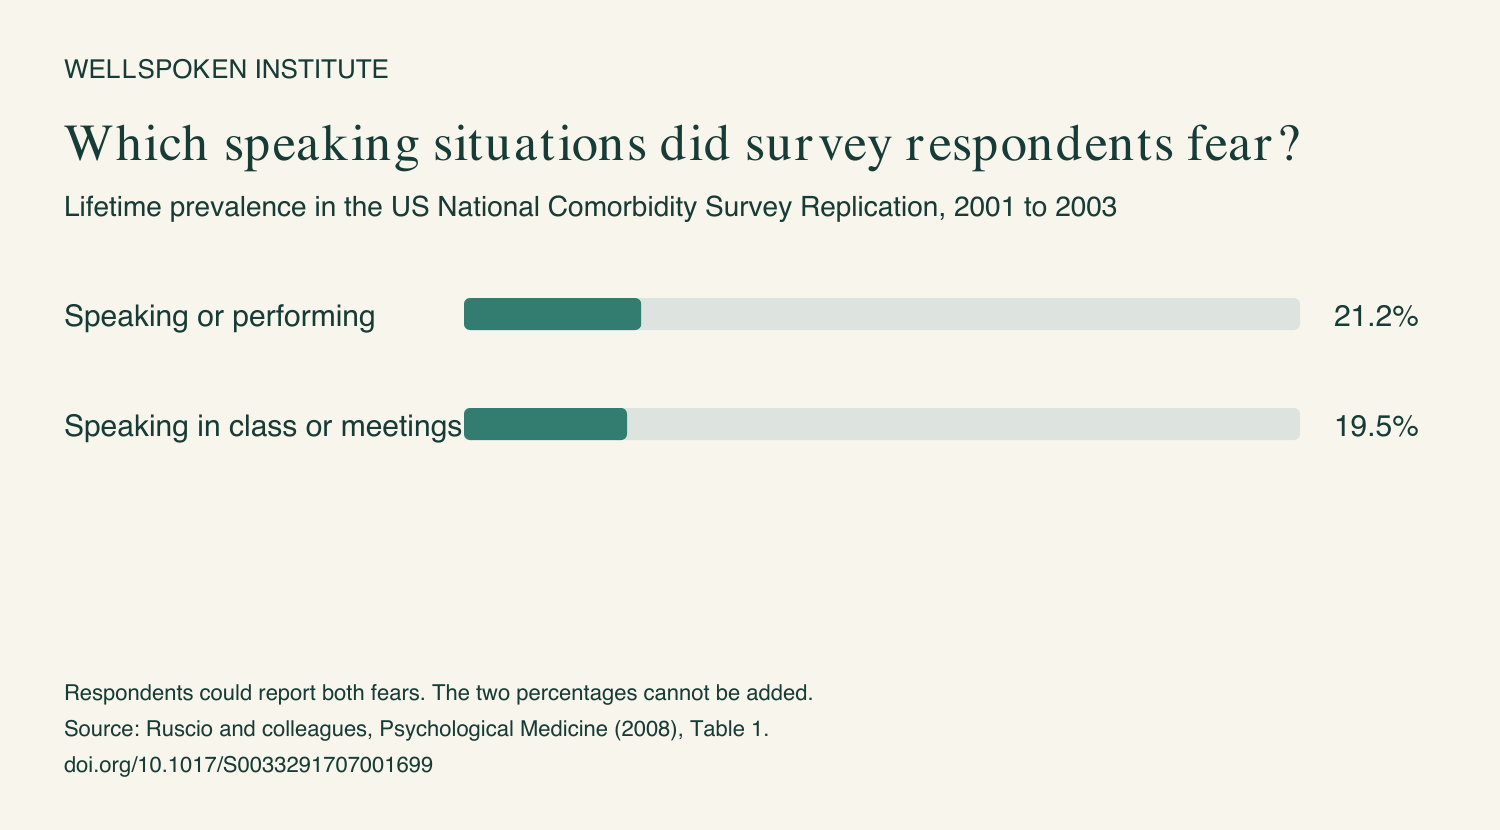 WELLSPOKEN INSTITUTE
Which speaking situations did survey respondents fear?
Lifetime prevalence in the US National Comorbidity Survey Replication, 2001 to 2003
Speaking or performing 21.2%
Speaking in class or meetings 19.5%
Respondents could report both fears. The two percentages cannot be added.
Source: Ruscio and colleagues, Psychological Medicine (2008), Table 1.
doi.org/10.1017/S0033291707001699